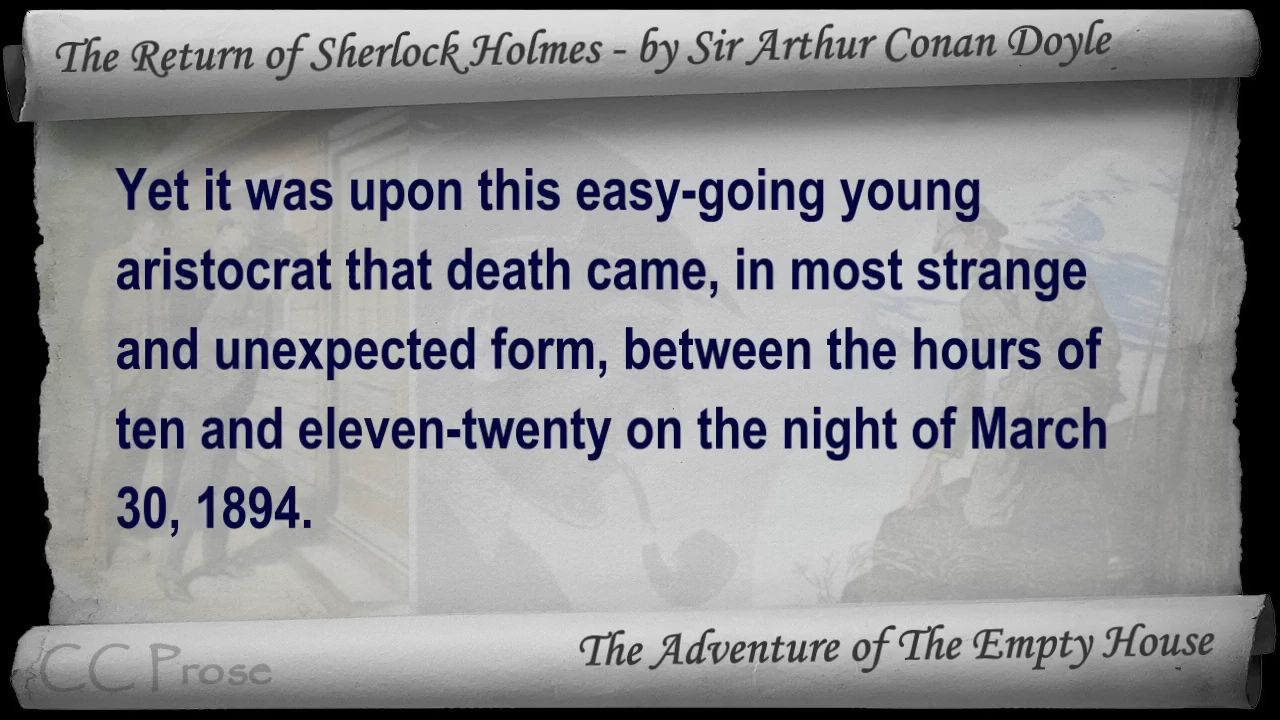 The Return of Sherlock Holmes - by Sir Arthur Conan Doyle
Yet it was upon this easy-going young
aristocrat that death came, in most strange
and unexpected form, between the hours of
ten and eleven-twenty on the night of March
30, 1894.
The Adventure of The Empty House
CC Prose